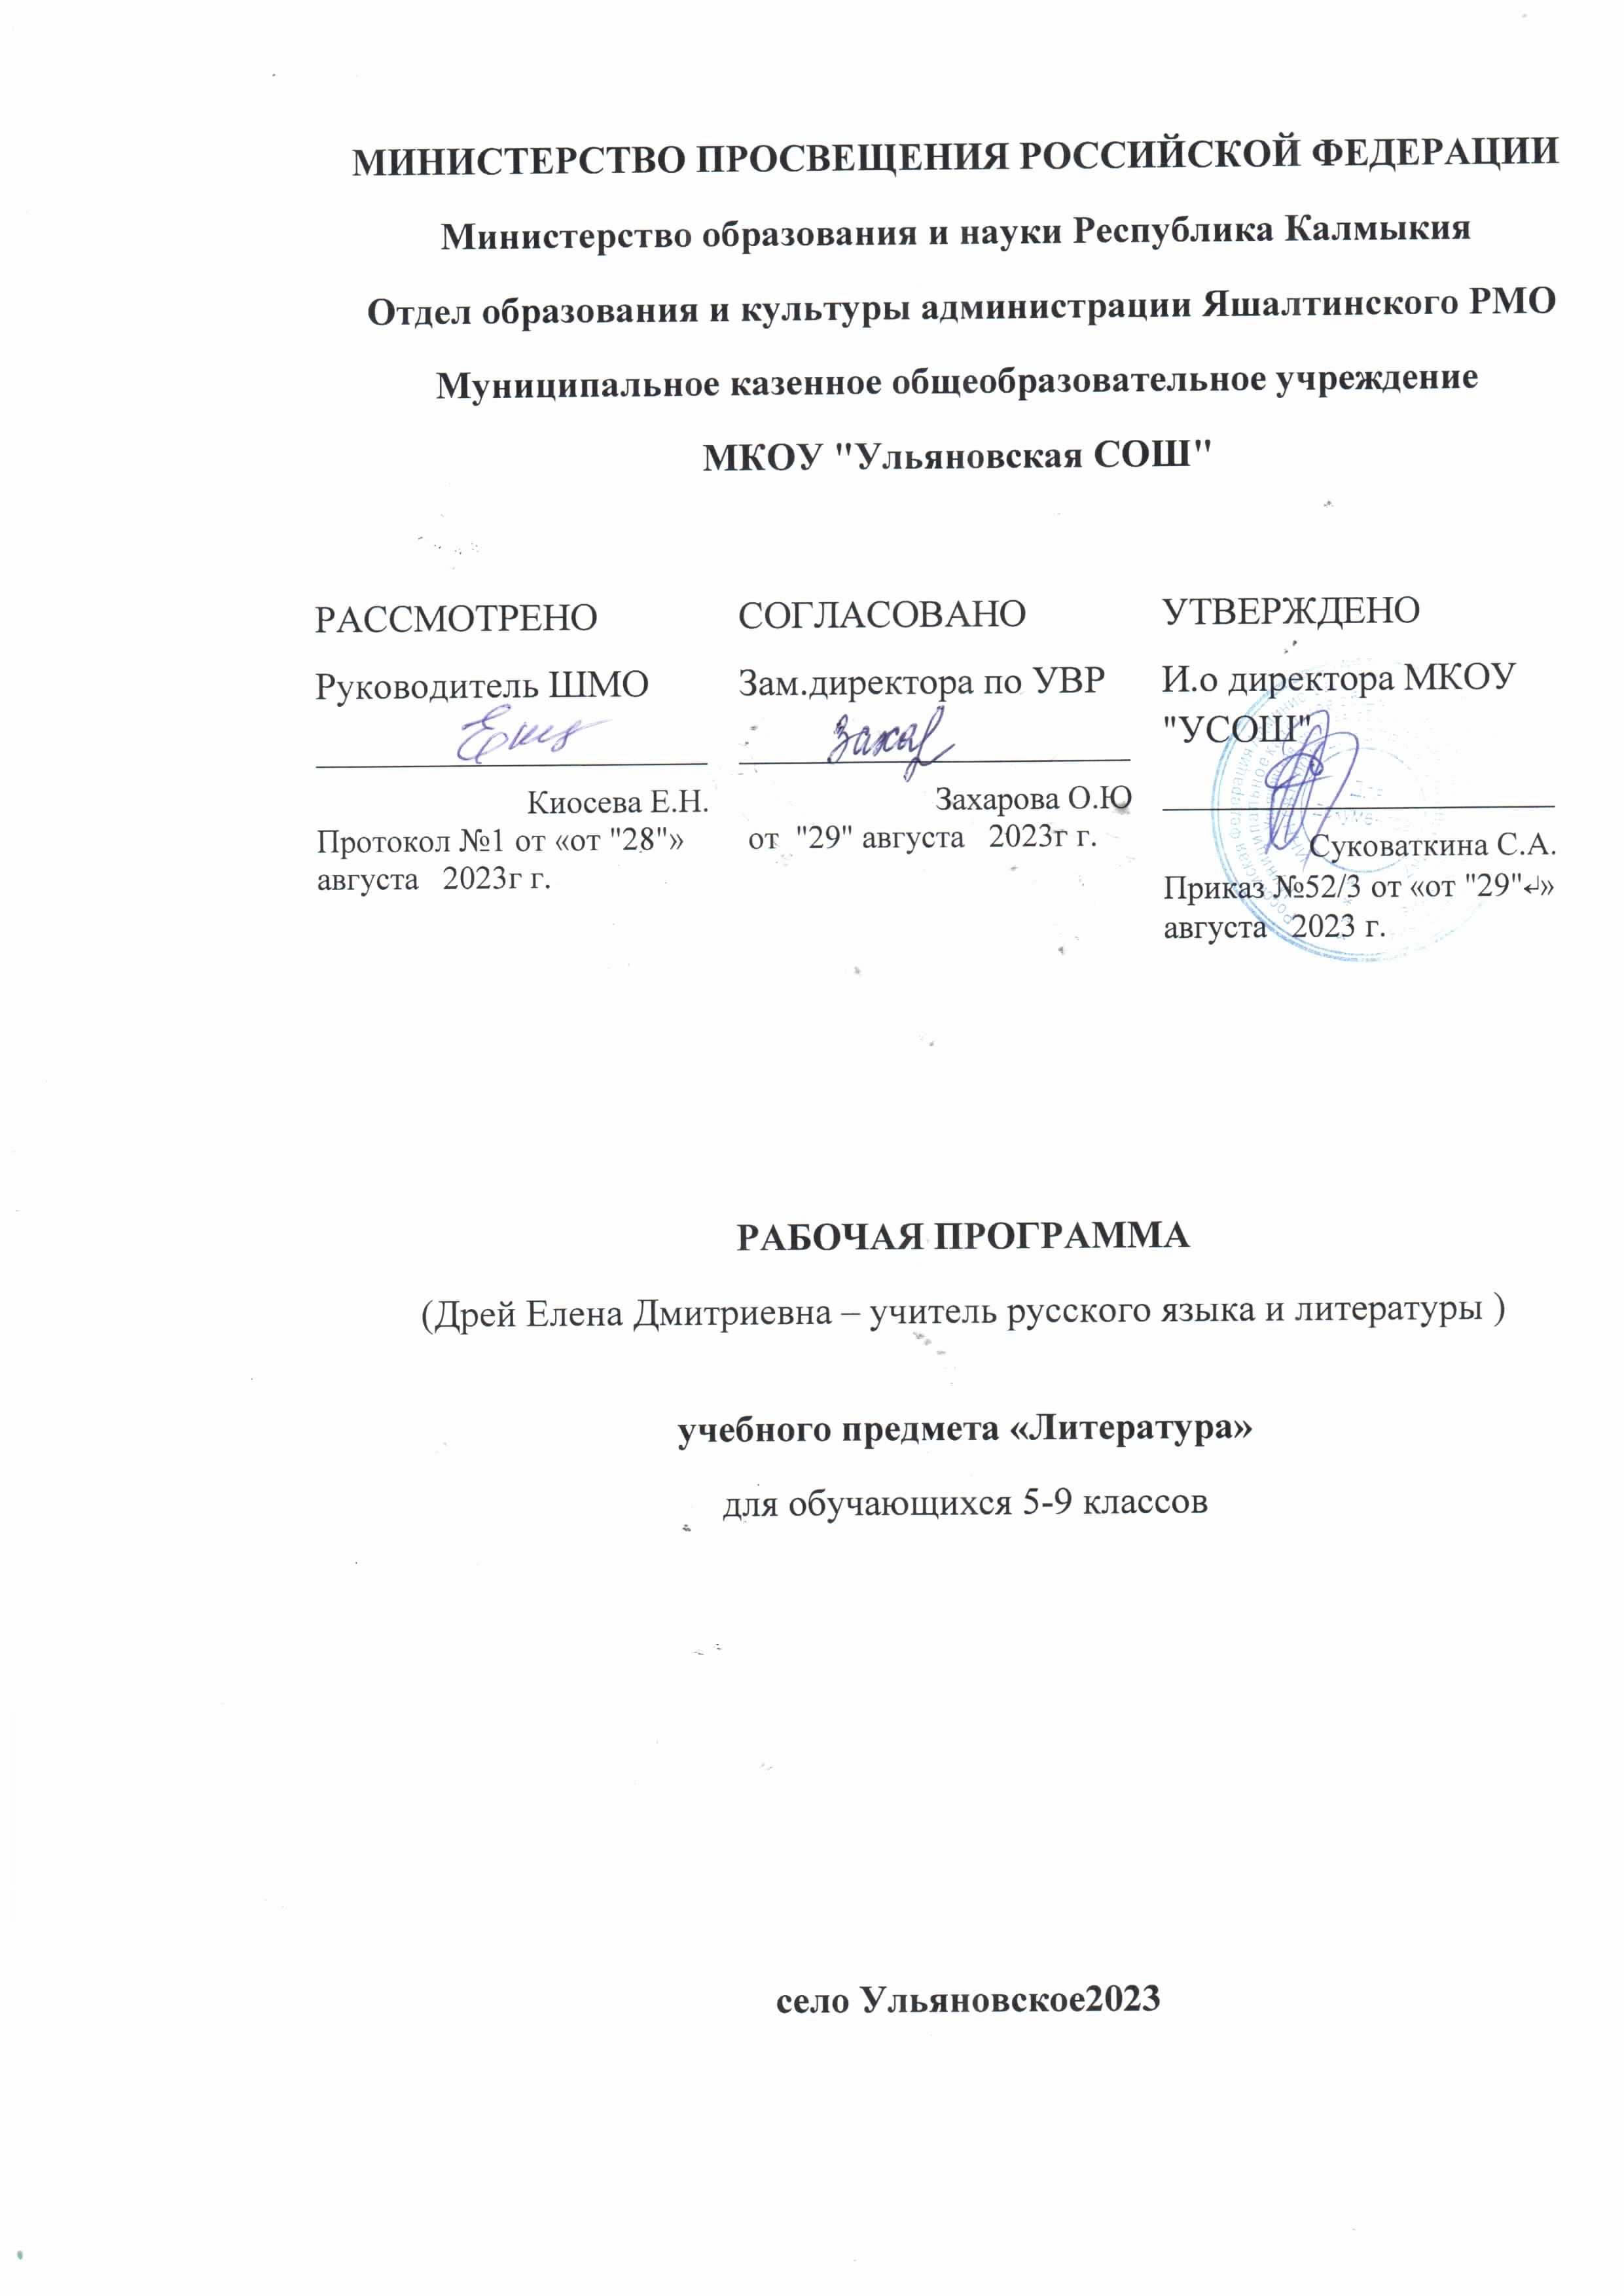 МИНИСТЕРСТВО ПРОСВЕЩЕНИЯ РОССИЙСКОЙ ФЕДЕРАЦИИ
Министерство образования и науки Республика Калмыкия
Отдел образования и культуры администрации Яшалтинского РМО
Муниципальное казенное общеобразовательное учреждение
МКОУ "Ульяновская СОШ"
РАССМОТРЕНО
Руководитель ШМО
Киосева Е.Н.
Протокол №1 от «от "28"»
августа 2023г г.
СОГЛАСОВАНО
Зам.директора по УВР
Захар
Захарова О.Ю
от "29" августа 2023г г.
УТВЕРЖДЕНО
И.о директора МКОУ
"УСОШ"
Суковаткина С.А.
Приказ №52/3 от «от "29"↲»
августа 2023 г.
РАБОЧАЯ ПРОГРАММА
(Дрей Елена Дмитриевна – учитель русского языка и литературы )
учебного предмета «Литература»
для обучающихся 5-9 классов
село Ульяновское2023